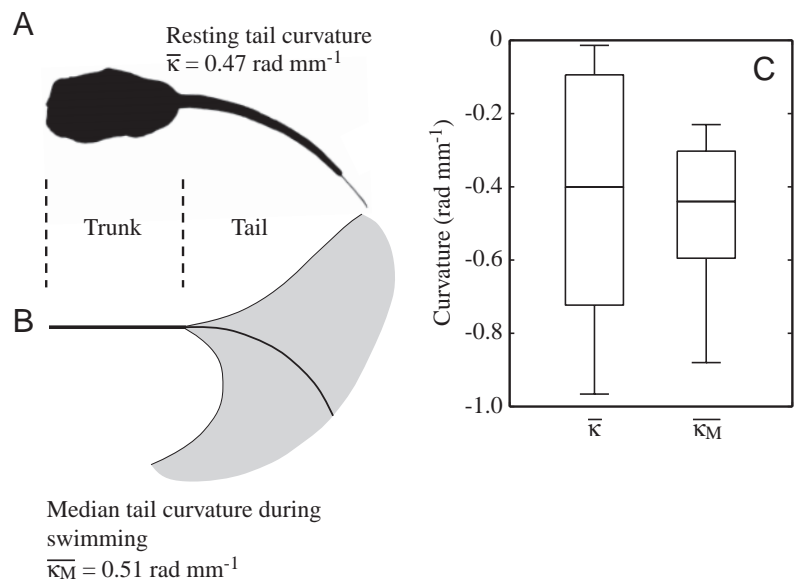 A
Resting tail curvature
κ̅ = 0.47 rad mm⁻¹
Trunk
Tail
B
Median tail curvature during
swimming
κ̅M̅ = 0.51 rad mm⁻¹
C
Curvature (rad mm⁻¹)
0
-0.2
-0.4
-0.6
-0.8
-1.0
κ̅
κ̅M̅